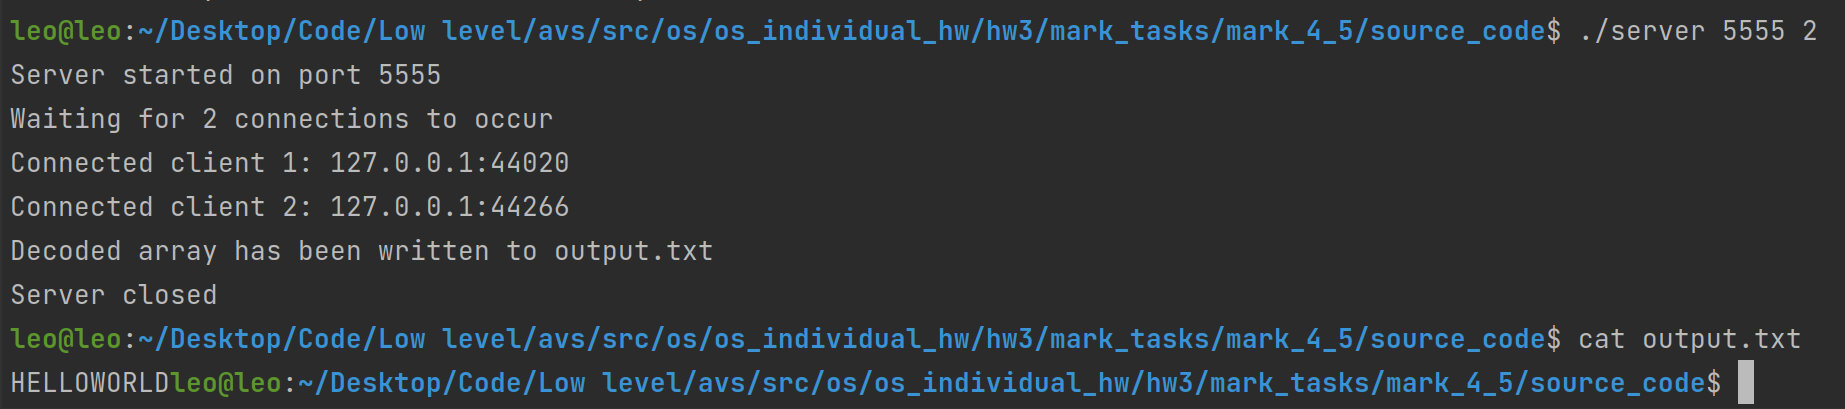 leo@leo:~/Desktop/Code/Low level/avs/src/os/os_individual_hw/hw3/mark_tasks/mark_4_5/source_code$ ./server 5555 2
Server started on port 5555
Waiting for 2 connections to occur
Connected client 1: 127.0.0.1:44020
Connected client 2: 127.0.0.1:44266
Decoded array has been written to output.txt
Server closed
leo@leo:~/Desktop/Code/Low level/avs/src/os/os_individual_hw/hw3/mark_tasks/mark_4_5/source_code$ cat output.txt
HELLOWORLDleo@leo:~/Desktop/Code/Low level/avs/src/os/os_individual_hw/hw3/mark_tasks/mark_4_5/source_code$